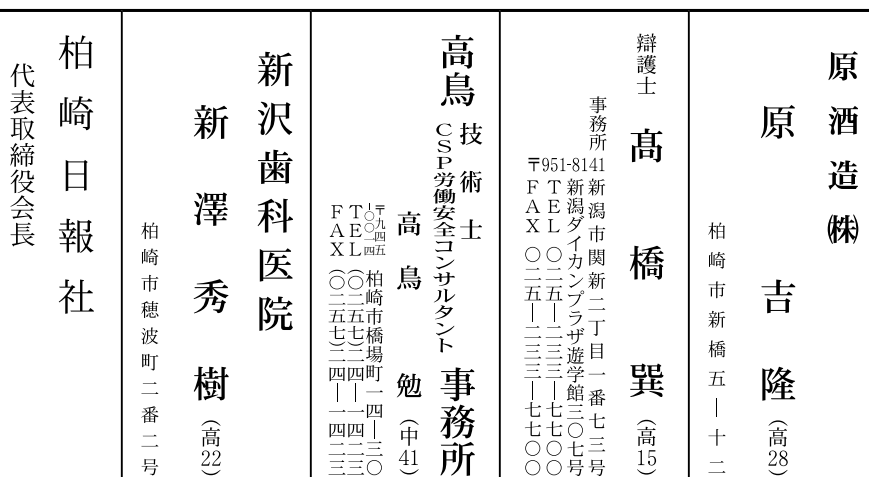 原酒造㈱
原吉隆（高28）
柏崎市新橋五―十二
辯護士
髙橋巽（高15）
事務所
新潟市関新二丁目一番七三号
新潟ダイカンプラザ遊学館三〇七号
〒951-8141
TEL 〇二五―二三三―七七〇〇
FAX 〇二五―二三三―七七〇〇
高鳥
技術士
CSP労働安全コンサルタント
事務所
高鳥勉（中41）
〒九四五―〇〇一四
柏崎市橋場町一四―三〇
TEL（〇二五七）二四―一四二三
FAX（〇二五七）二四―一四二三
新沢歯科医院
新澤秀樹（高22）
柏崎市穂波町二番二号
柏崎日報社
代表取締役会長